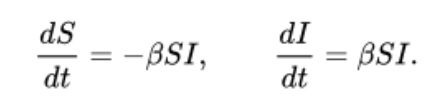 dS/dt = −βSI, dI/dt = βSI.